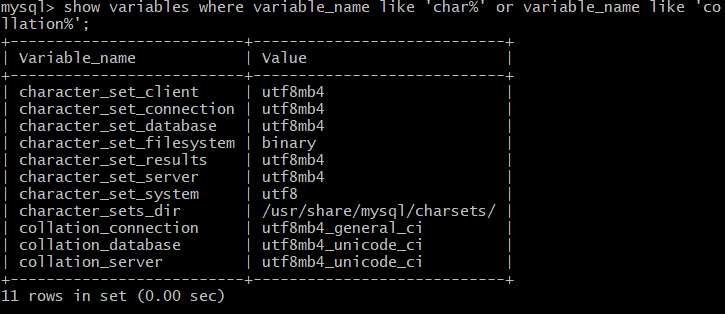 mysql> show variables where variable_name like 'char%' or variable_name like 'co
llation%';
+--------------------------+----------------------------+
| Variable_name            | Value                      |
+--------------------------+----------------------------+
| character_set_client     | utf8mb4                    |
| character_set_connection | utf8mb4                    |
| character_set_database   | utf8mb4                    |
| character_set_filesystem | binary                     |
| character_set_results    | utf8mb4                    |
| character_set_server     | utf8mb4                    |
| character_set_system     | utf8                       |
| character_sets_dir       | /usr/share/mysql/charsets/ |
| collation_connection     | utf8mb4_general_ci         |
| collation_database       | utf8mb4_unicode_ci         |
| collation_server         | utf8mb4_unicode_ci         |
+--------------------------+----------------------------+
11 rows in set (0.00 sec)